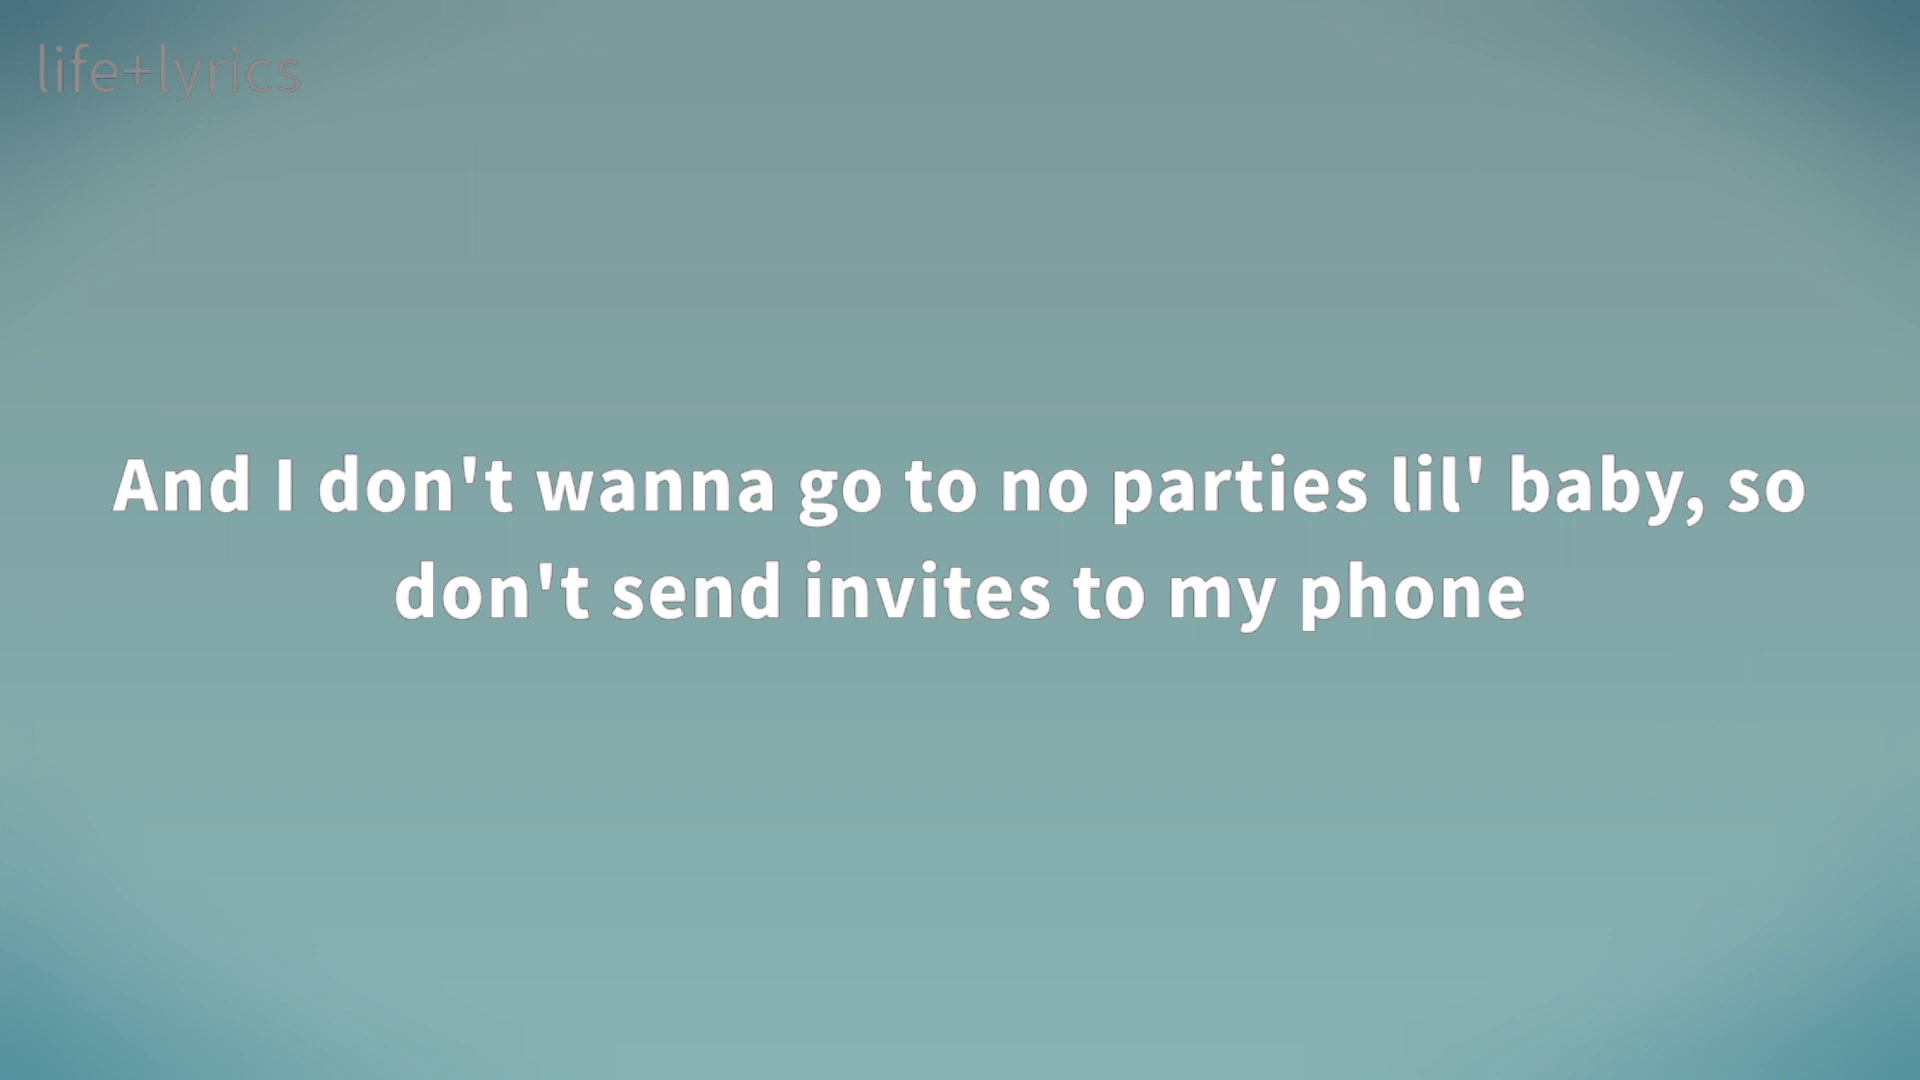 life+lyrics
And I don't wanna go to no parties lil' baby, so
don't send invites to my phone